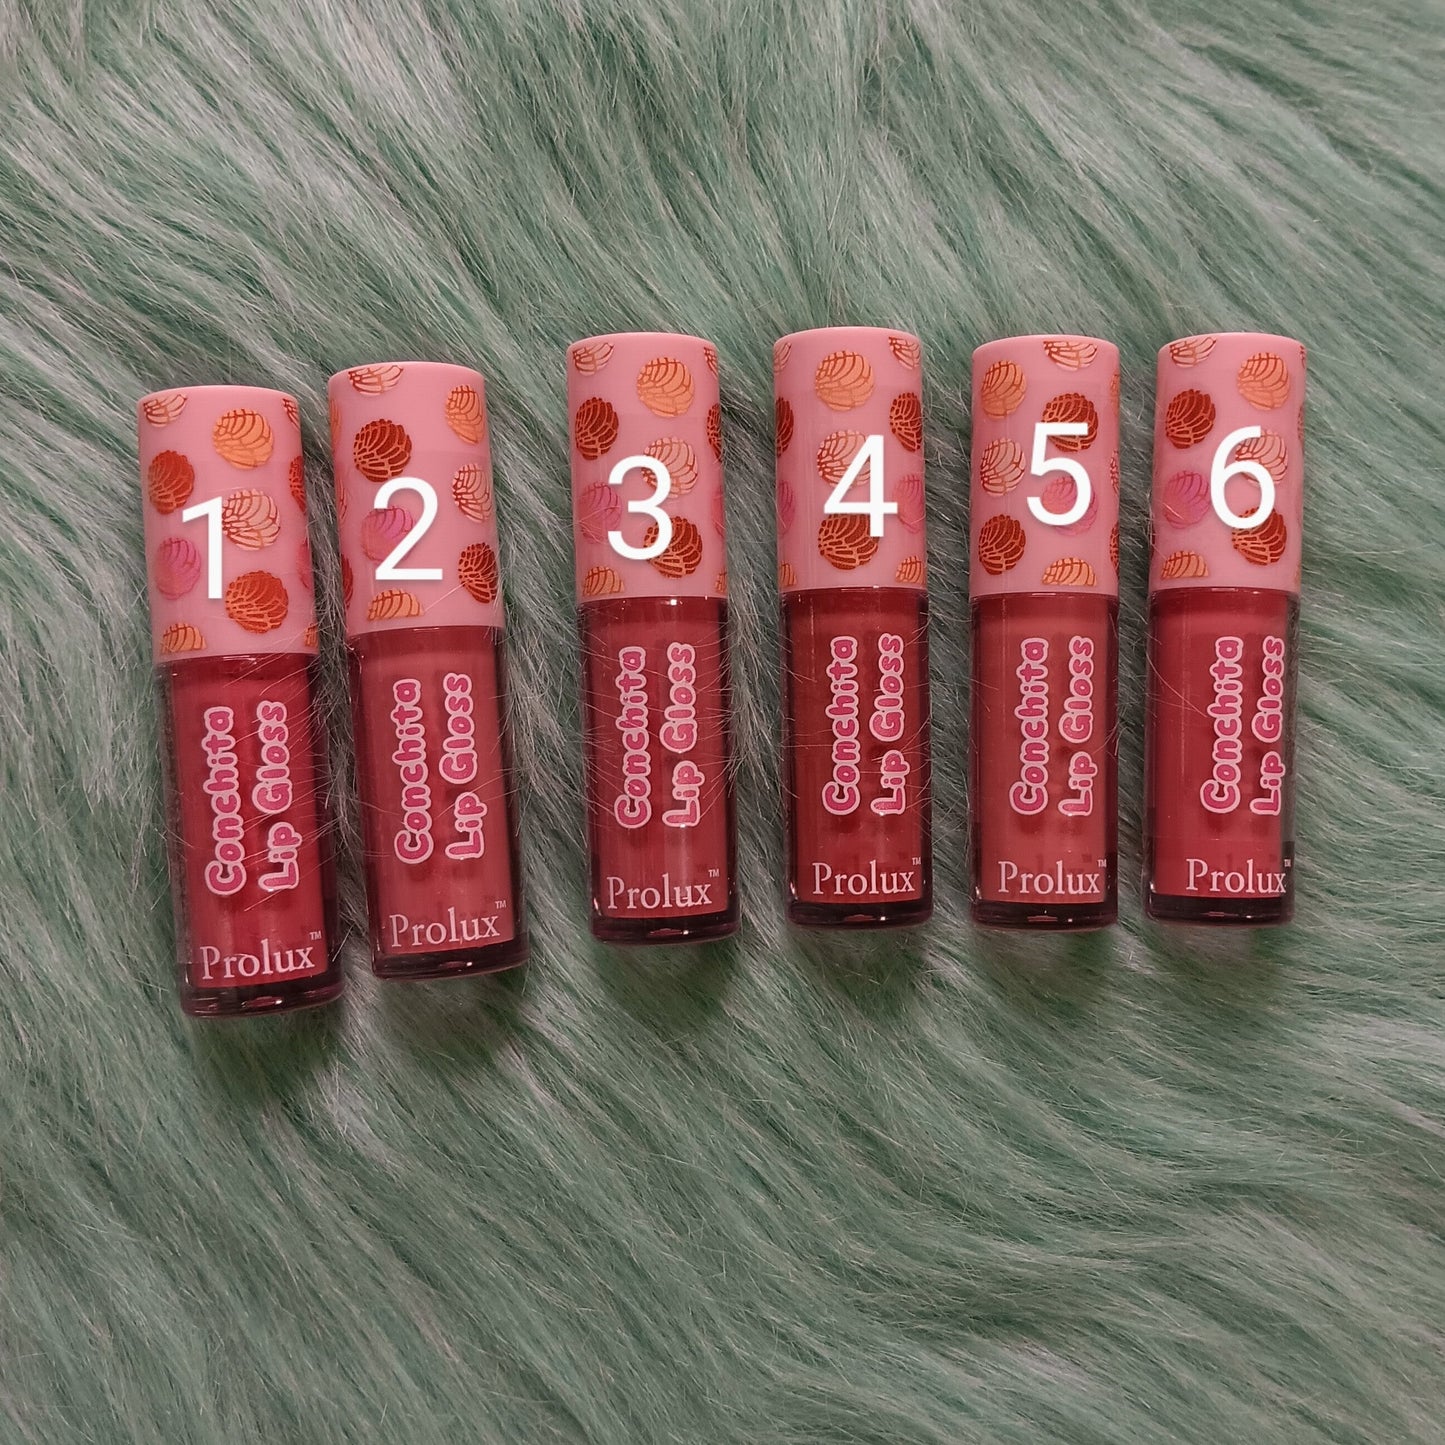 1
2
3
4
5
6
Conchita
Lip Gloss
Prolux™
Conchita
Lip Gloss
Prolux™
Conchita
Lip Gloss
Prolux™
Conchita
Lip Gloss
Prolux™
Conchita
Lip Gloss
Prolux™
Conchita
Lip Gloss
Prolux™